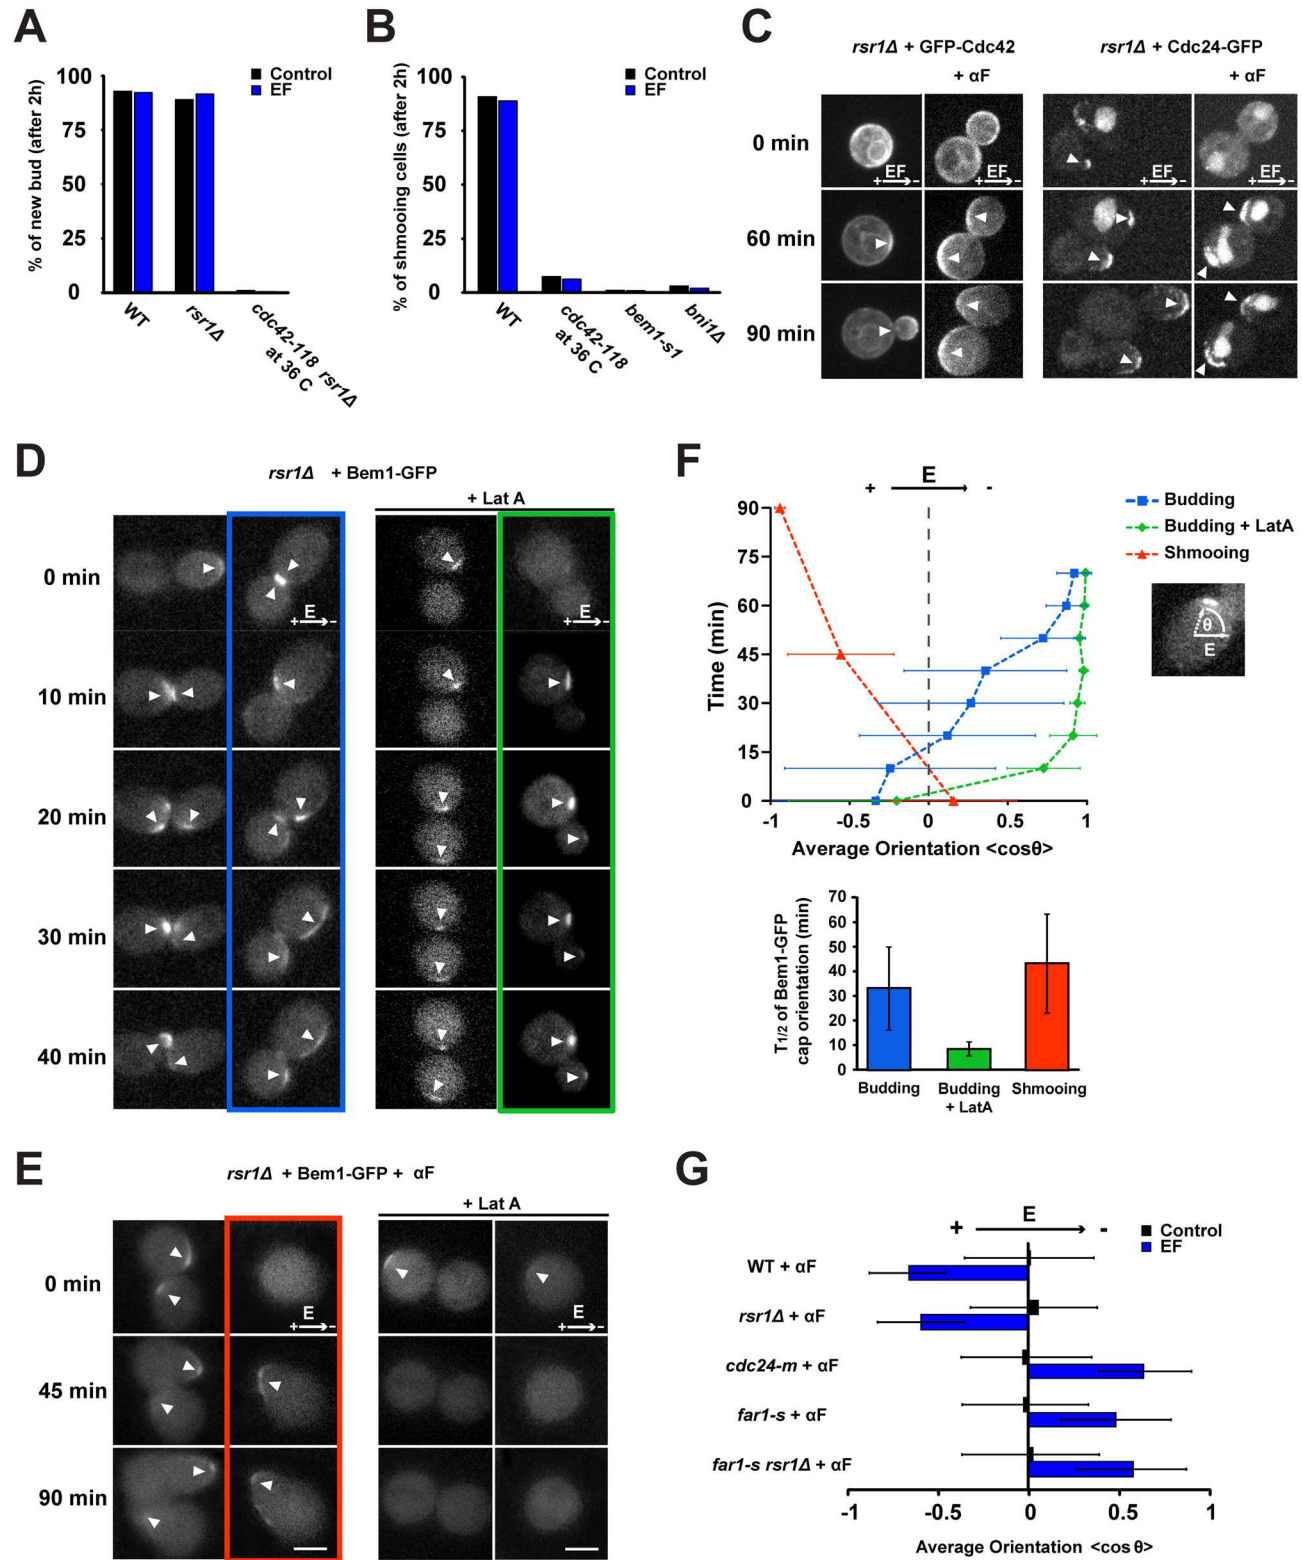 A
Control
EF
% of new bud (after 2h)
100
75
50
25
0
WT
rsr1Δ
cdc42-118 rsr1Δ
at 36 C
B
Control
EF
% of shmooing cells (after 2h)
100
75
50
25
0
WT
cdc42-118
at 36 C
bem1-s1
bni1Δ
C
rsr1Δ + GFP-Cdc42
rsr1Δ + Cdc24-GFP
+ αF
+ αF
0 min
EF
+ -
EF
+ -
EF
+ -
EF
+ -
60 min
90 min
D
rsr1Δ + Bem1-GFP
+ Lat A
0 min
E
+ -
E
+ -
10 min
20 min
30 min
40 min
E
rsr1Δ + Bem1-GFP + αF
+ Lat A
0 min
E
+ -
E
+ -
45 min
90 min
F
E
+ -
Budding
Budding + LatA
Shmooing
Time (min)
90
75
60
45
30
15
0
-1 -0.5 0 0.5 1
Average Orientation <cosθ>
θ
E
T1/2 of Bem1-GFP
cap orientation (min)
70
60
50
40
30
20
10
0
Budding
Budding
+ LatA
Shmooing
G
E
+ -
Control
EF
WT + αF
rsr1Δ + αF
cdc24-m + αF
far1-s + αF
far1-s rsr1Δ + αF
-1 -0.5 0 0.5 1
Average Orientation <cos θ>